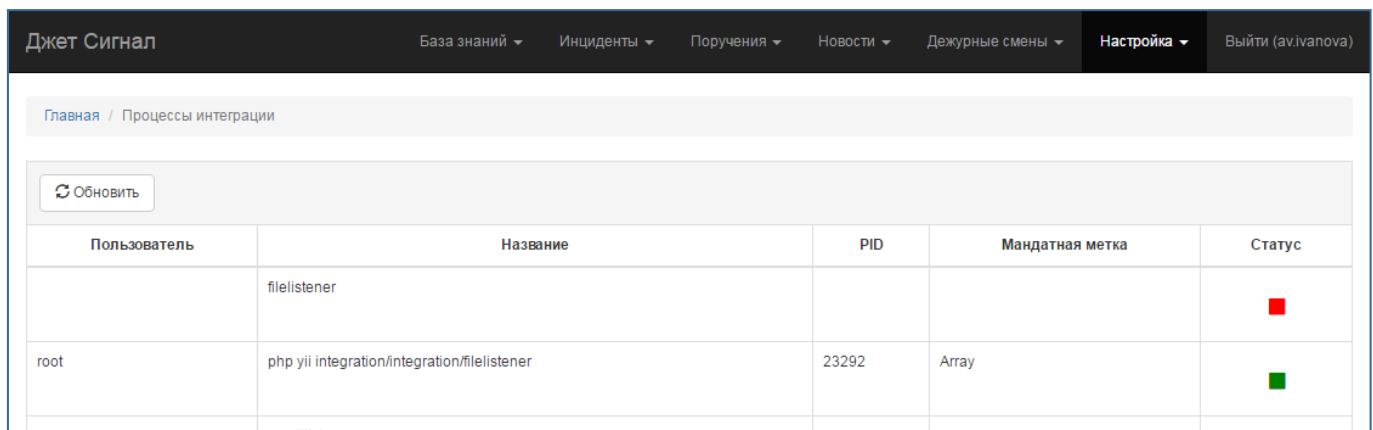 Джет Сигнал База знаний Инциденты Поручения Новости Дежурные смены Настройка Выйти (av.ivanova)
Главная / Процессы интеграции
Обновить
Пользователь Название PID Мандатная метка Статус
filelistener
root php yii integration/integration/filelistener 23292 Array